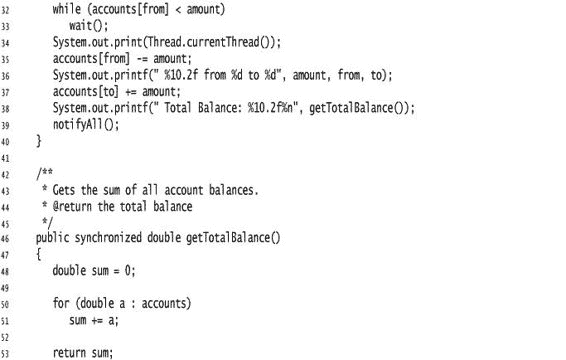 32 while (accounts[from] < amount)
33 wait();
34 System.out.print(Thread.currentThread());
35 accounts[from] -= amount;
36 System.out.printf(" %10.2f from %d to %d", amount, from, to);
37 accounts[to] += amount;
38 System.out.printf(" Total Balance: %10.2f%n", getTotalBalance());
39 notifyAll();
40 }
41
42 /**
43 * Gets the sum of all account balances.
44 * @return the total balance
45 */
46 public synchronized double getTotalBalance()
47 {
48 double sum = 0;
49
50 for (double a : accounts)
51 sum += a;
52
53 return sum;